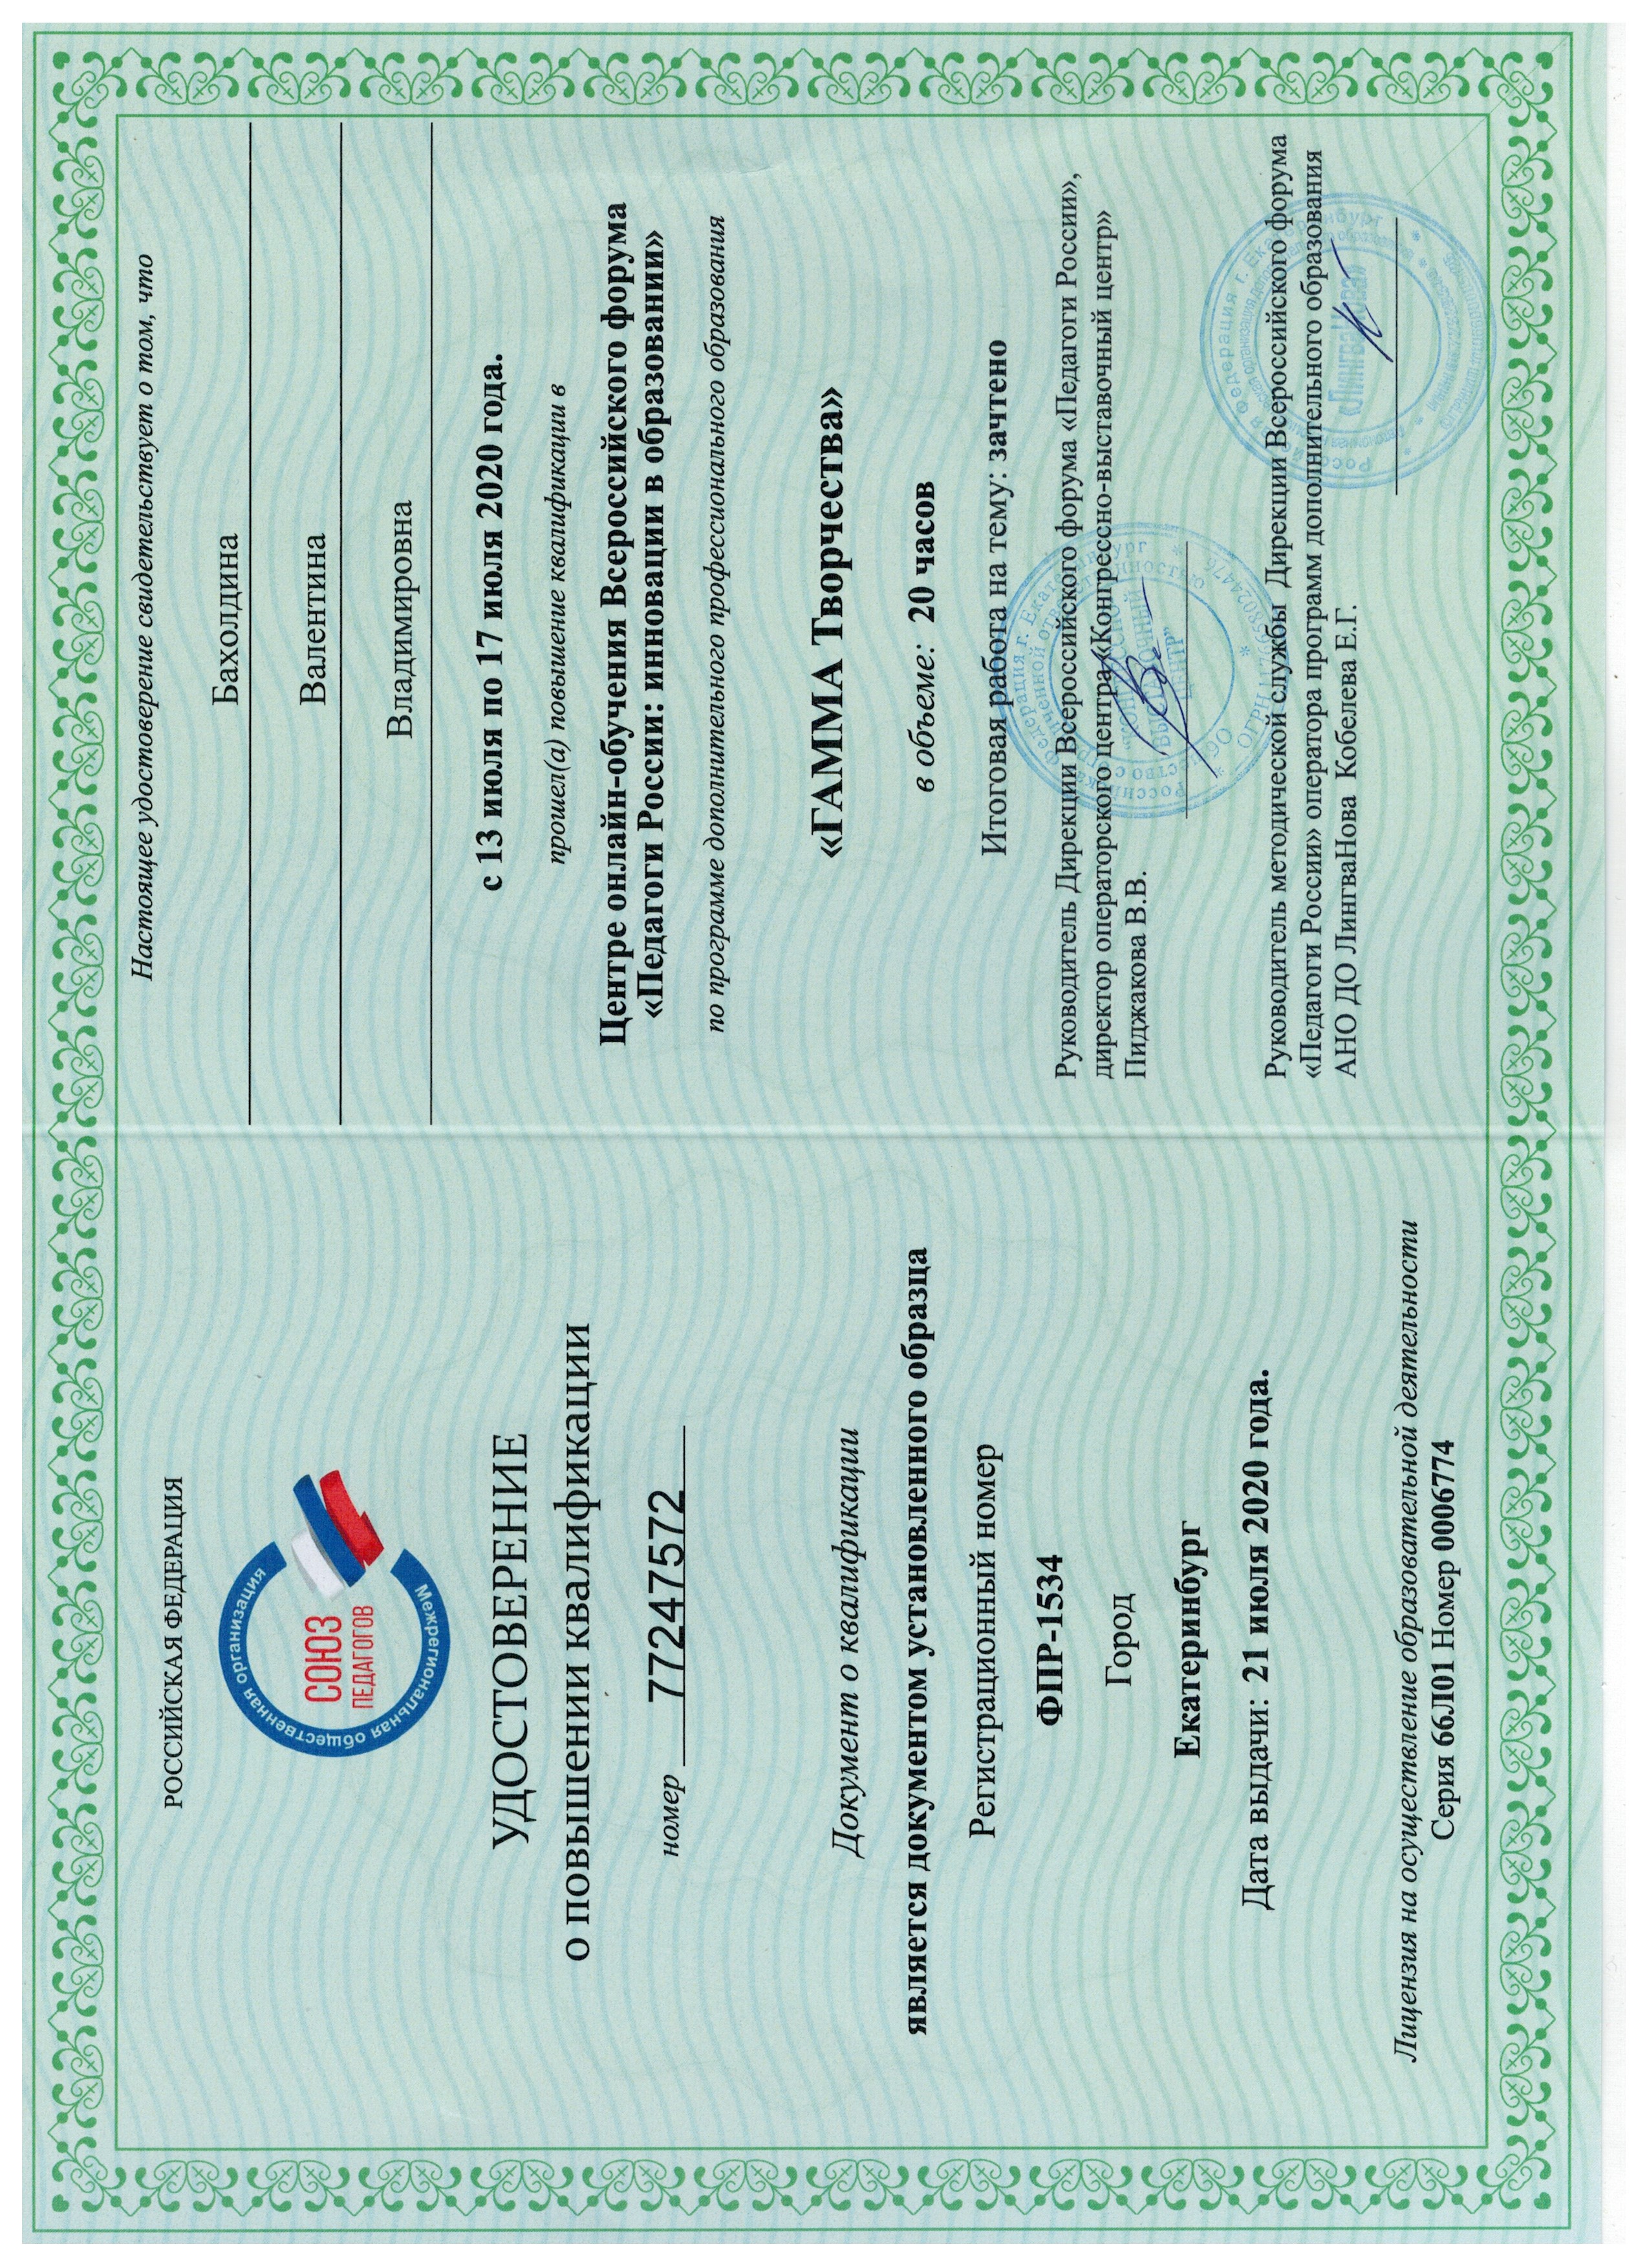 РОССИЙСКАЯ ФЕДЕРАЦИЯ
Межрегиональная общественная организация
СОЮЗ
ПЕДАГОГОВ
УДОСТОВЕРЕНИЕ
о повышении квалификации
номер 77247572
Документ о квалификации
является документом установленного образца
Регистрационный номер
ФПР-1534
Город
Екатеринбург
Дата выдачи: 21 июля 2020 года.
Лицензия на осуществление образовательной деятельности
Серия 66Л01 Номер 0006774
Настоящее удостоверение свидетельствует о том, что
Бахолдина
Валентина
Владимировна
с 13 июля по 17 июля 2020 года.
прошел(а) повышение квалификации в
Центре онлайн-обучения Всероссийского форума
«Педагоги России: инновации в образовании»
по программе дополнительного профессионального образования
«ГАММА Творчества»
в объеме: 20 часов
Итоговая работа на тему: зачтено
Руководитель Дирекции Всероссийского форума «Педагоги России»,
директор операторского центра «Конгрессно-выставочный центр»
Пиджакова В.В.
Российская Федерация г. Екатеринбург
"КОНГРЕССНО-
ВЫСТАВОЧНЫЙ
ЦЕНТР"
ОГРН 1176658024476
Руководитель методической службы Дирекции Всероссийского форума
«Педагоги России» оператора программ дополнительного образования
АНО ДО ЛингваНова Кобелева Е.Г.
Российская Федерация г. Екатеринбург
«ЛингваНова»